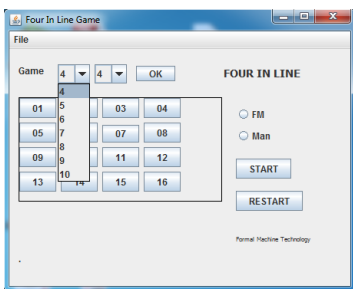 Four In Line Game
File
Game 4 4 OK FOUR IN LINE
4
5
6
7
8
9
10
01 03 04
05 07 08
09 11 12
13 14 15 16
FM
Man
START
RESTART
Formal Machine Technology
.